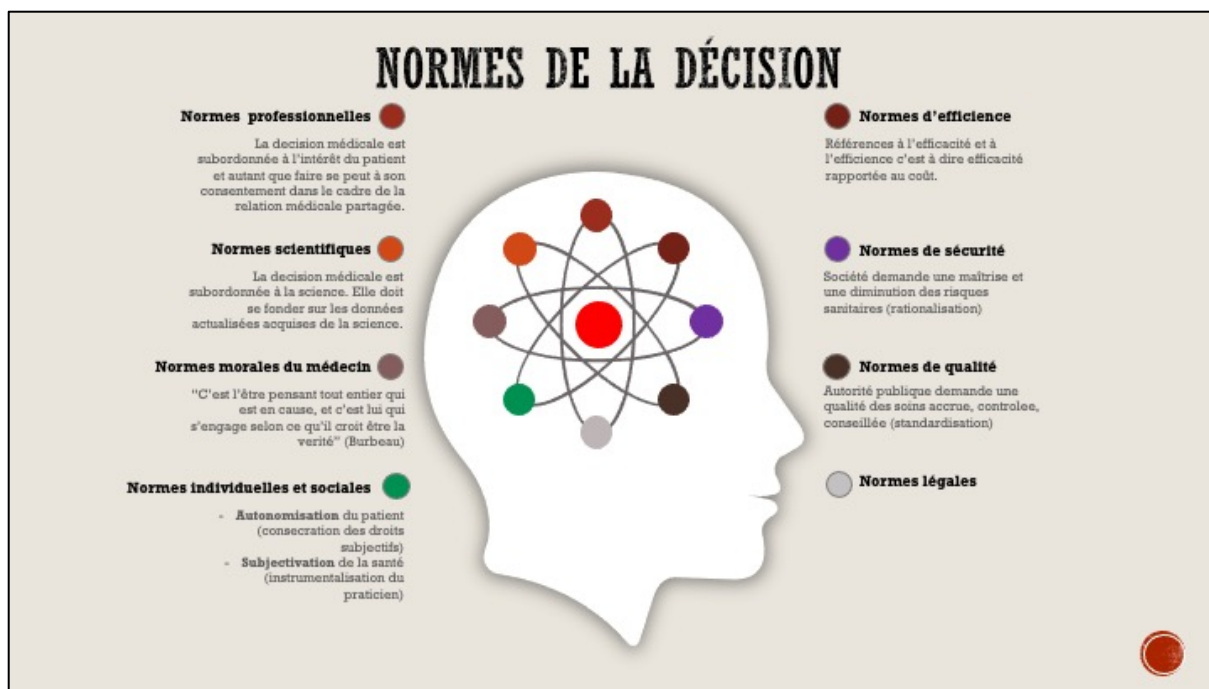 NORMES DE LA DÉCISION
Normes professionnelles
La decision médicale est
subordonnée à l'intérêt du patient
et autant que faire se peut à son
consentement dans le cadre de la
relation médicale partagée.
Normes scientifiques
La decision médicale est
subordonnée à la science. Elle doit
se fonder sur les données
actualisées acquises de la science.
Normes morales du médecin
"C'est l'être pensant tout entier qui
est en cause, et c'est lui qui
s'engage selon ce qu'il croit être la
verité" (Burbeau)
Normes individuelles et sociales
- Autonomisation du patient
(consecration des droits
subjectifs)
- Subjectivation de la santé
(instrumentalisation du
praticien)
Normes d'efficience
Références à l'efficacité et à
l'efficience c'est à dire efficacité
rapportée au coût.
Normes de sécurité
Société demande une maîtrise et
une diminution des risques
sanitaires (rationalisation)
Normes de qualité
Autorité publique demande une
qualité des soins accrue, controlee,
conseillée (standardisation)
Normes légales